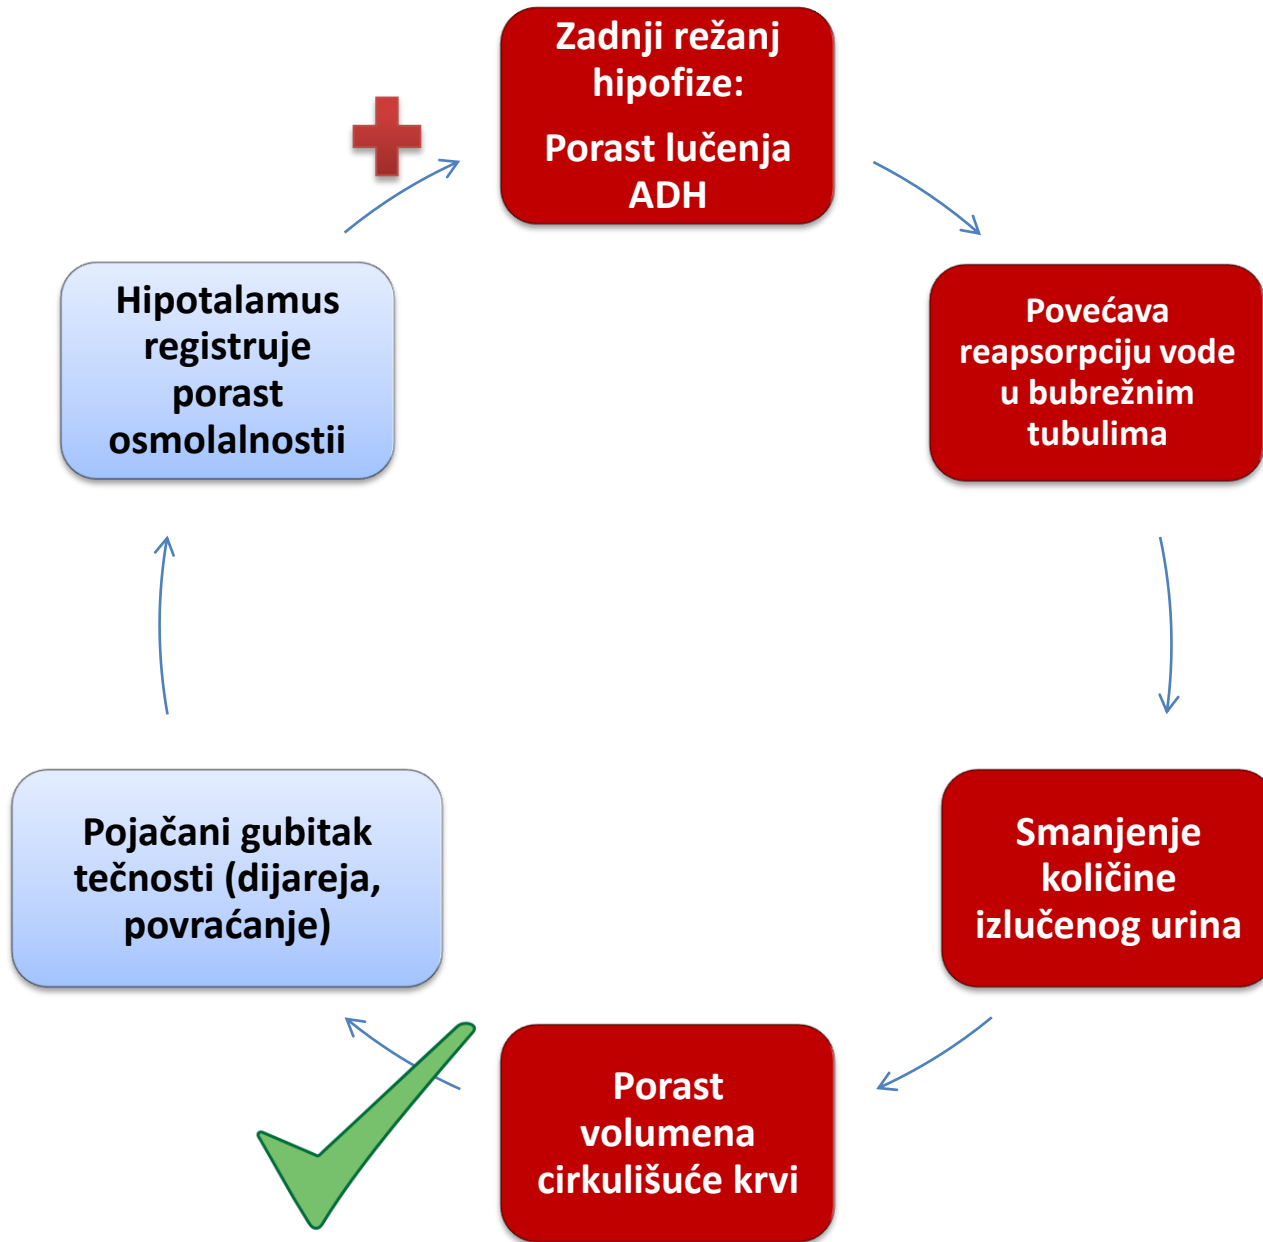 Zadnji režanj
hipofize:
Porast lučenja
ADH
Povećava
reapsorpciju vode
u bubrežnim
tubulima
Smanjenje
količine
izlučenog urina
Porast
volumena
cirkulišuće krvi
Pojačani gubitak
tečnosti (dijareja,
povraćanje)
Hipotalamus
registruje
porast
osmolalnostii